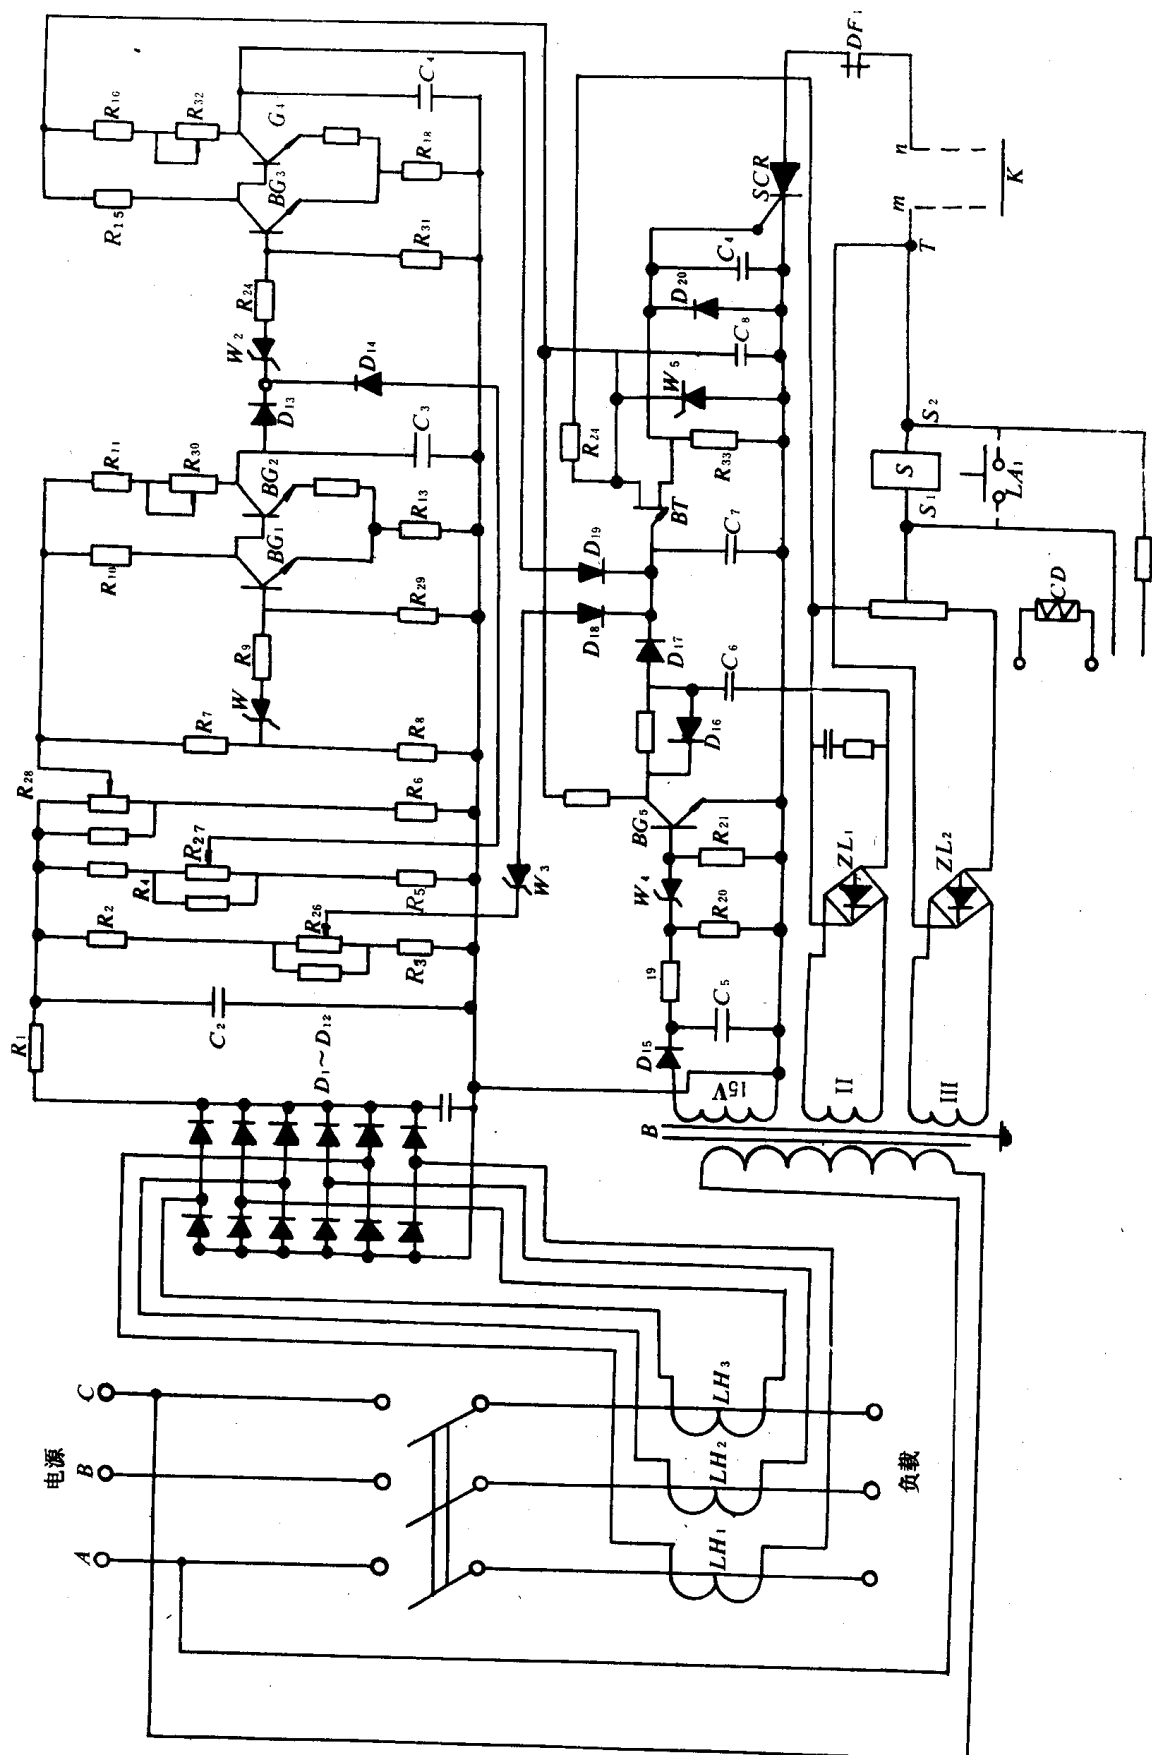 R₁₆
R₃₂
G₄
C₄
R₁₅
BG₃
R₁₈
R₃₁
R₂₄
W₂
D₁₄
D₁₃
C₃
R₁₁
R₃₀
BG₂
R₁₀
BG₁
R₁₃
R₂₉
R₉
W
R₇
R₈
R₂₈
R₆
R₂₇
R₄
R₅
R₂
R₂₆
R₃
W₃
C₂
R₁
D₁~D₁₂
DF₁
SCR
n
m
K
T
C₄
D₂₀
C₈
W₅
R₂₄
R₃₃
BT
C₇
D₁₉
D₁₈
D₁₇
C₆
D₁₆
BG₅
R₂₁
W₄
R₂₀
19
C₅
D₁₅
15V
S₂
S
S₁
LA₁
CD
ZL₁
ZL₂
II
III
B
电源
A
B
C
LH₁
LH₂
LH₃
负载